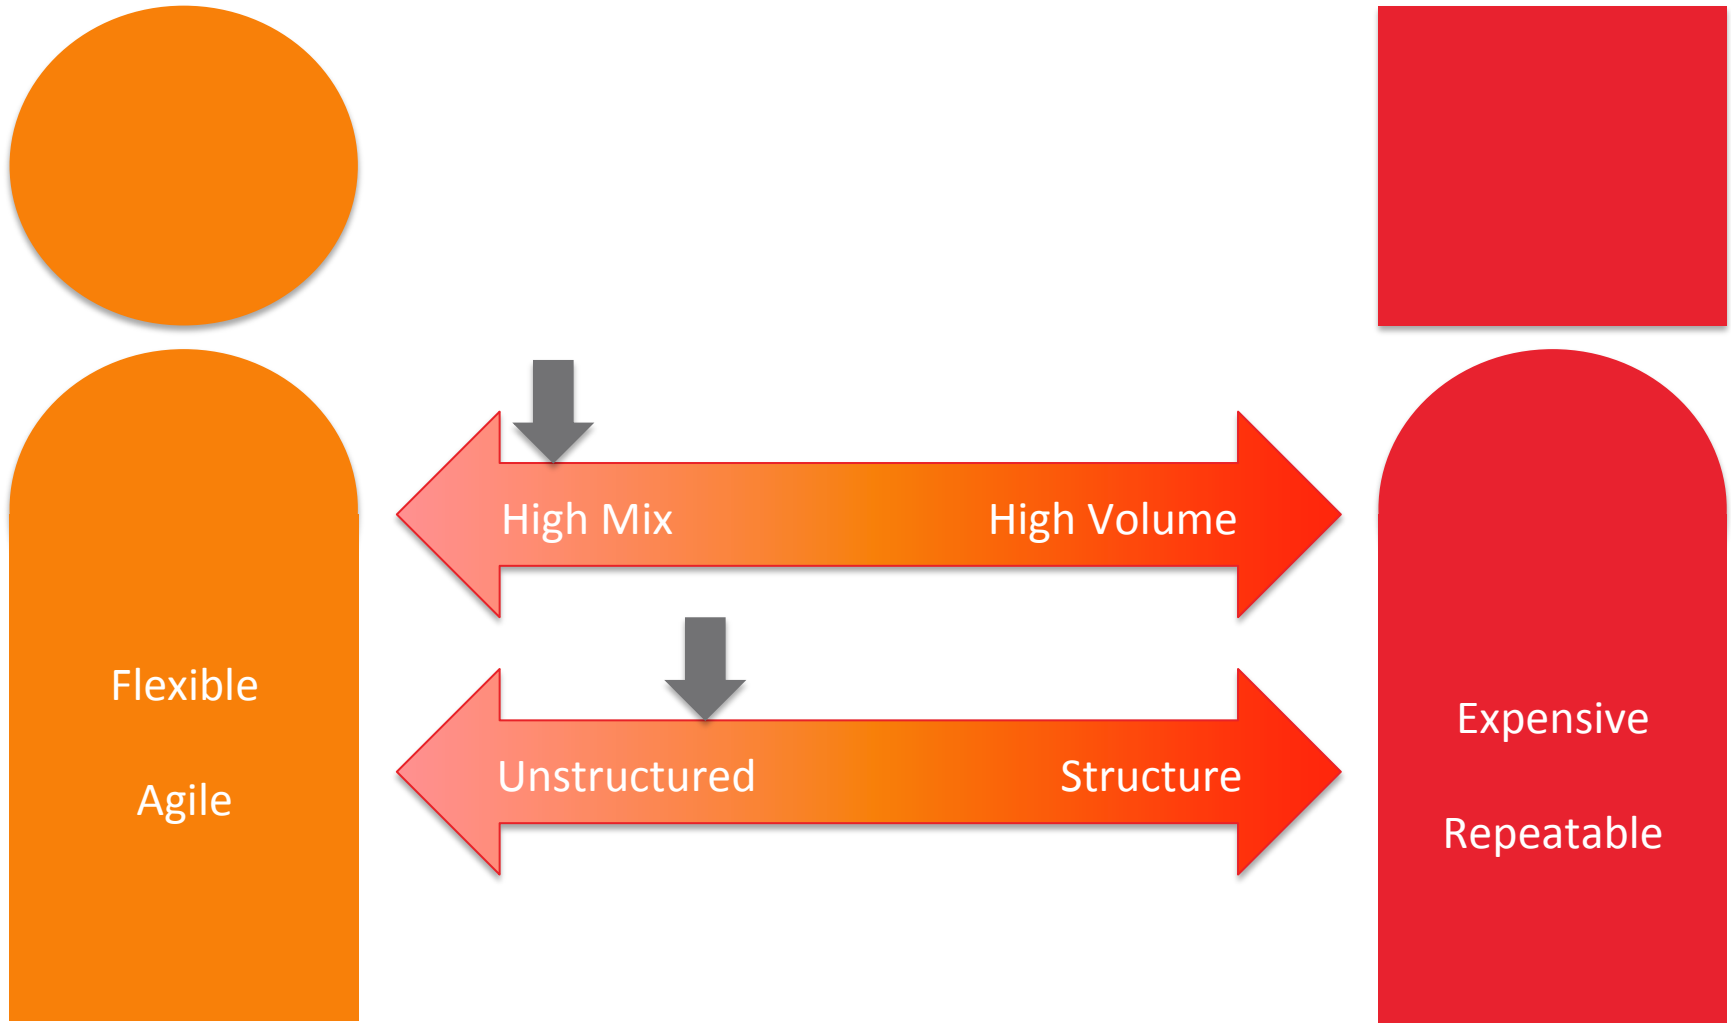 High Mix
High Volume
Flexible
Agile
Unstructured
Structure
Expensive
Repeatable